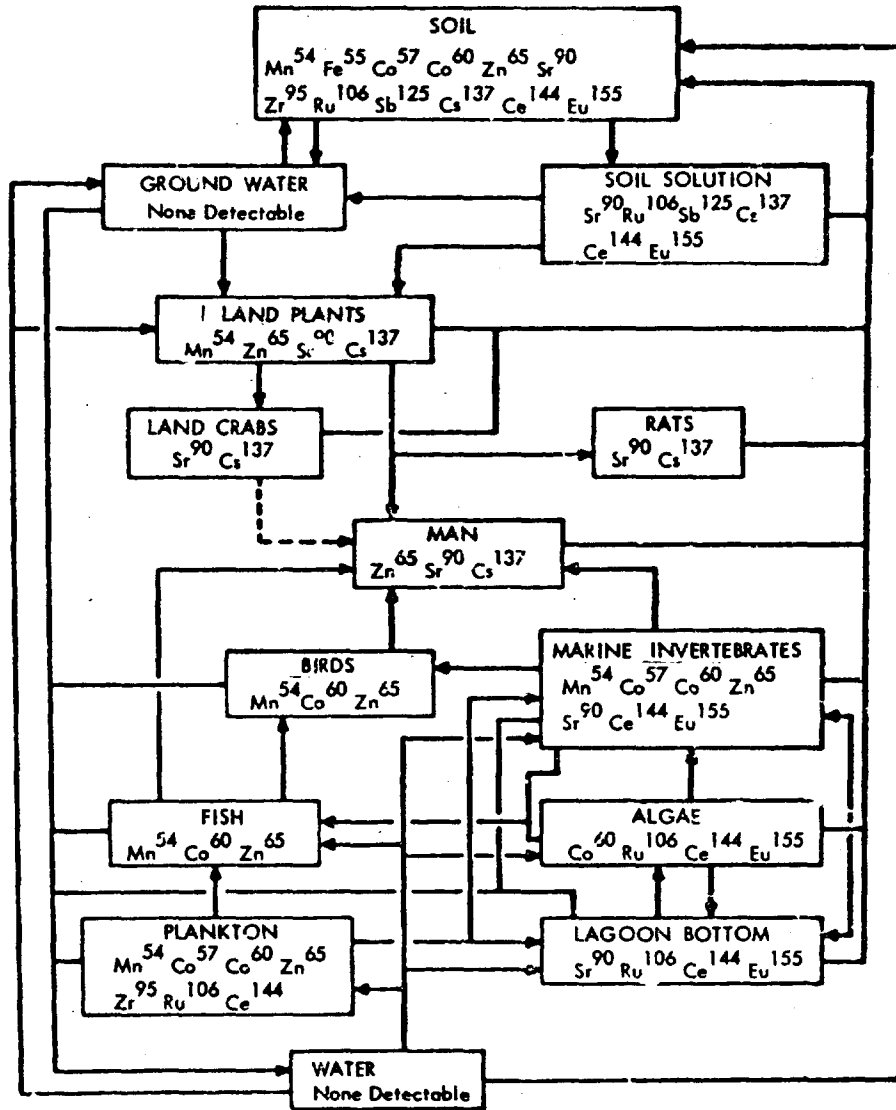 SOIL
Mn54 Fe55 Co57 Co60 Zn65 Sr90
Zr95 Ru106 Sb125 Cs137 Ce144 Eu155
GROUND WATER
None Detectable
SOIL SOLUTION
Sr90 Ru106 Sb125 Cs137
Ce144 Eu155
LAND PLANTS
Mn54 Zn65 Sr90 Cs137
LAND CRABS
Sr90 Cs137
RATS
Sr90 Cs137
MAN
Zn65 Sr90 Cs137
BIRDS
Mn54 Co60 Zn65
MARINE INVERTEBRATES
Mn54 Co57 Co60 Zn65
Sr90 Ce144 Eu155
FISH
Mn54 Co60 Zn65
ALGAE
Co60 Ru106 Ce144 Eu155
PLANKTON
Mn54 Co57 Co60 Zn65
Zr95 Ru106 Ce144
LAGOON BOTTOM
Sr90 Ru106 Ce144 Eu155
WATER
None Detectable